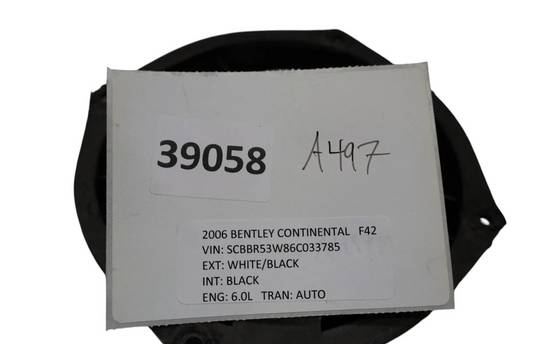 39058 A497
2006 BENTLEY CONTINENTAL F42
VIN: SCBBR53W86C033785
EXT: WHITE/BLACK
INT: BLACK
ENG: 6.0L TRAN: AUTO